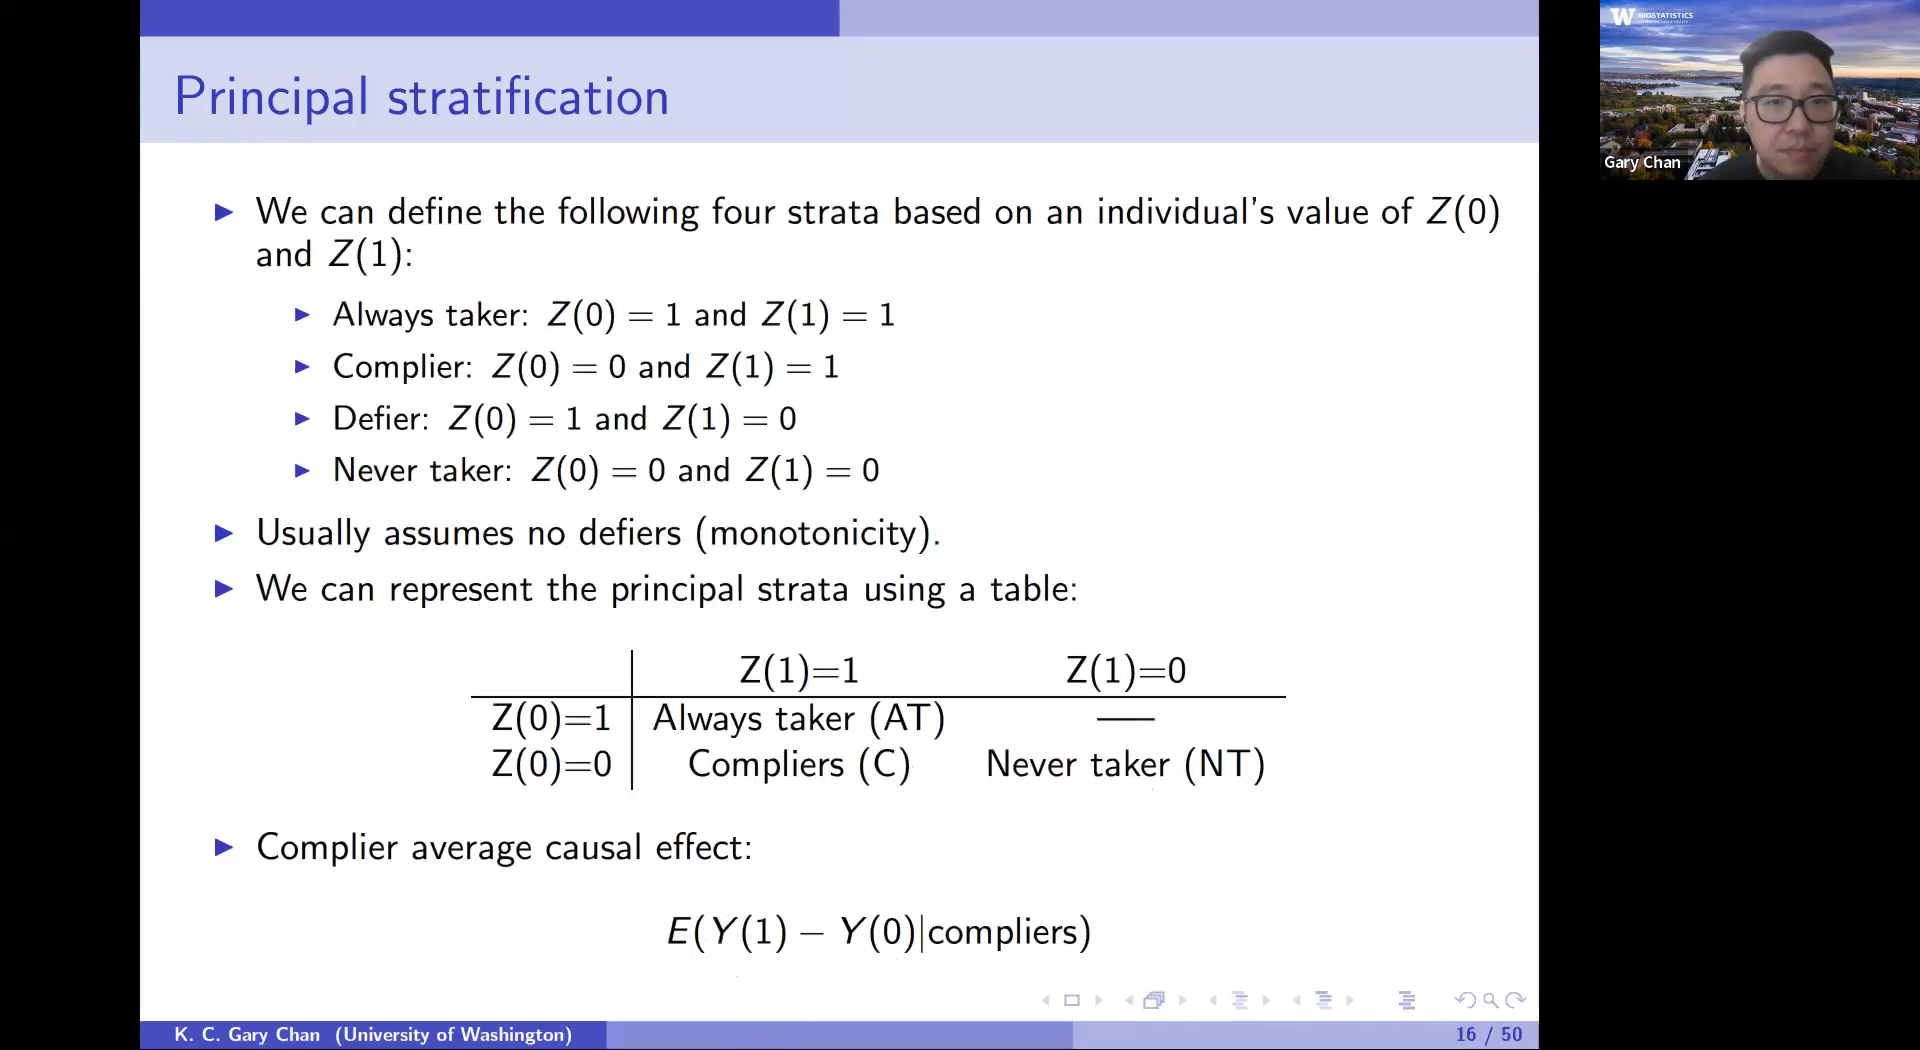 Principal stratification
▶ We can define the following four strata based on an individual's value of Z(0)
and Z(1):
▶ Always taker: Z(0) = 1 and Z(1) = 1
▶ Complier: Z(0) = 0 and Z(1) = 1
▶ Defier: Z(0) = 1 and Z(1) = 0
▶ Never taker: Z(0) = 0 and Z(1) = 0
▶ Usually assumes no defiers (monotonicity).
▶ We can represent the principal strata using a table:
Z(1)=1 Z(1)=0
Z(0)=1 Always taker (AT) —
Z(0)=0 Compliers (C) Never taker (NT)
▶ Complier average causal effect:
E(Y(1) − Y(0)|compliers)
K. C. Gary Chan (University of Washington) 16 / 50
W BIOSTATISTICS
Gary Chan